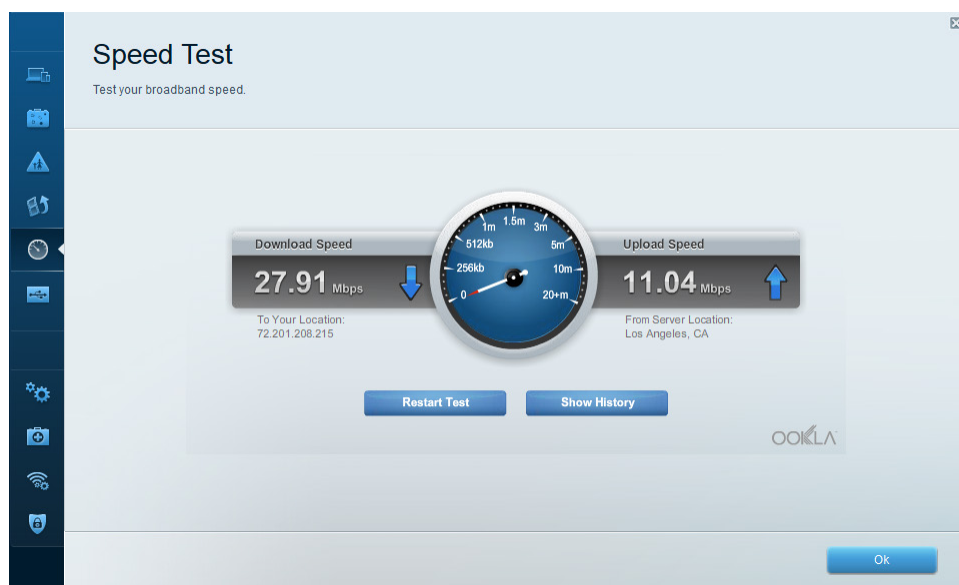 Speed Test
Test your broadband speed.
Download Speed
27.91 Mbps
To Your Location:
72.201.208.215
0
256kb
512kb
1m
1.5m
3m
5m
10m
20+m
Upload Speed
11.04 Mbps
From Server Location:
Los Angeles, CA
Restart Test
Show History
OOKLA
Ok